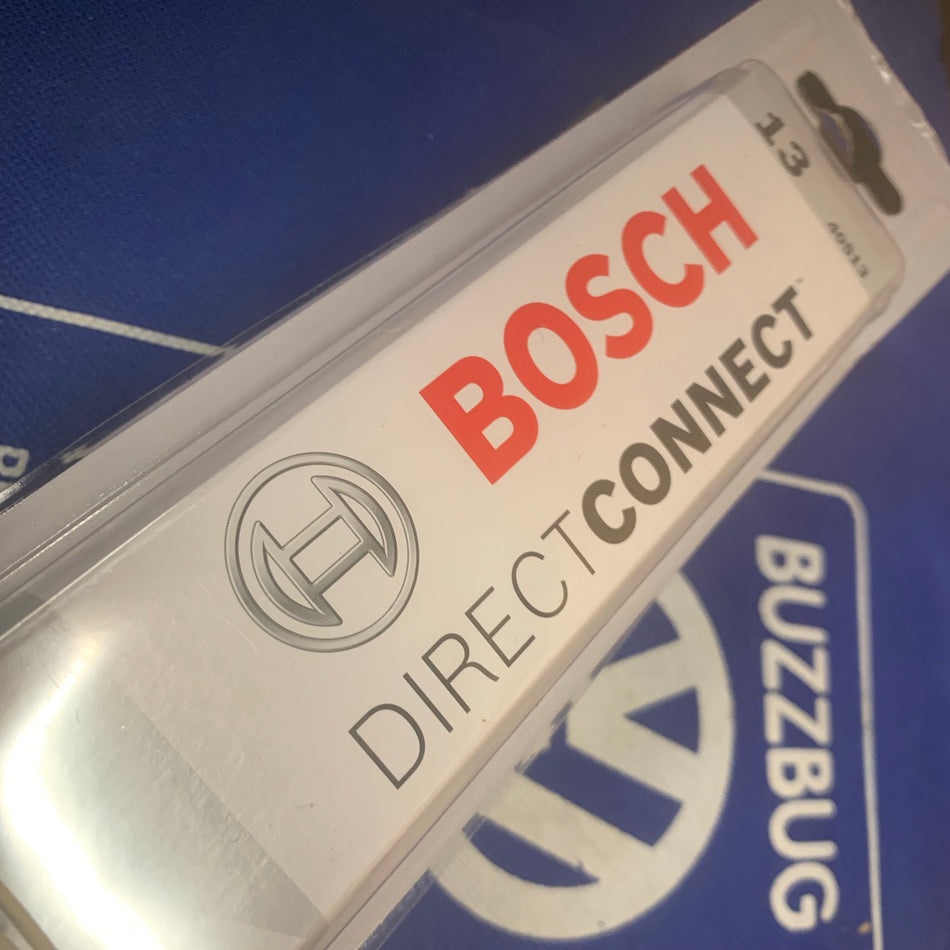 13
40513
BOSCH
DIRECTCONNECT
BUZZBUG